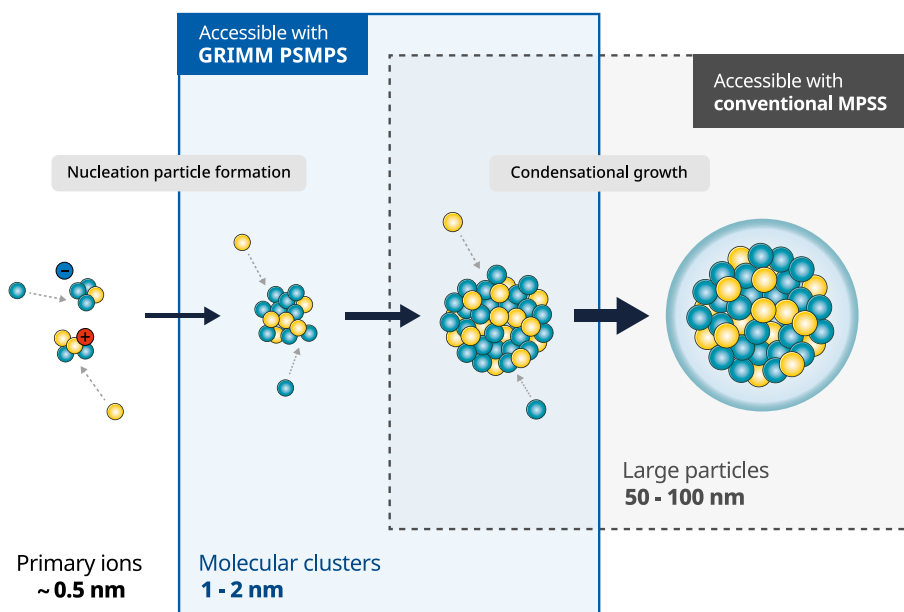 Accessible with
GRIMM PSMPS
Accessible with
conventional MPSS
Nucleation particle formation
Condensational growth
−
+
Large particles
50 - 100 nm
Primary ions
~ 0.5 nm
Molecular clusters
1 - 2 nm